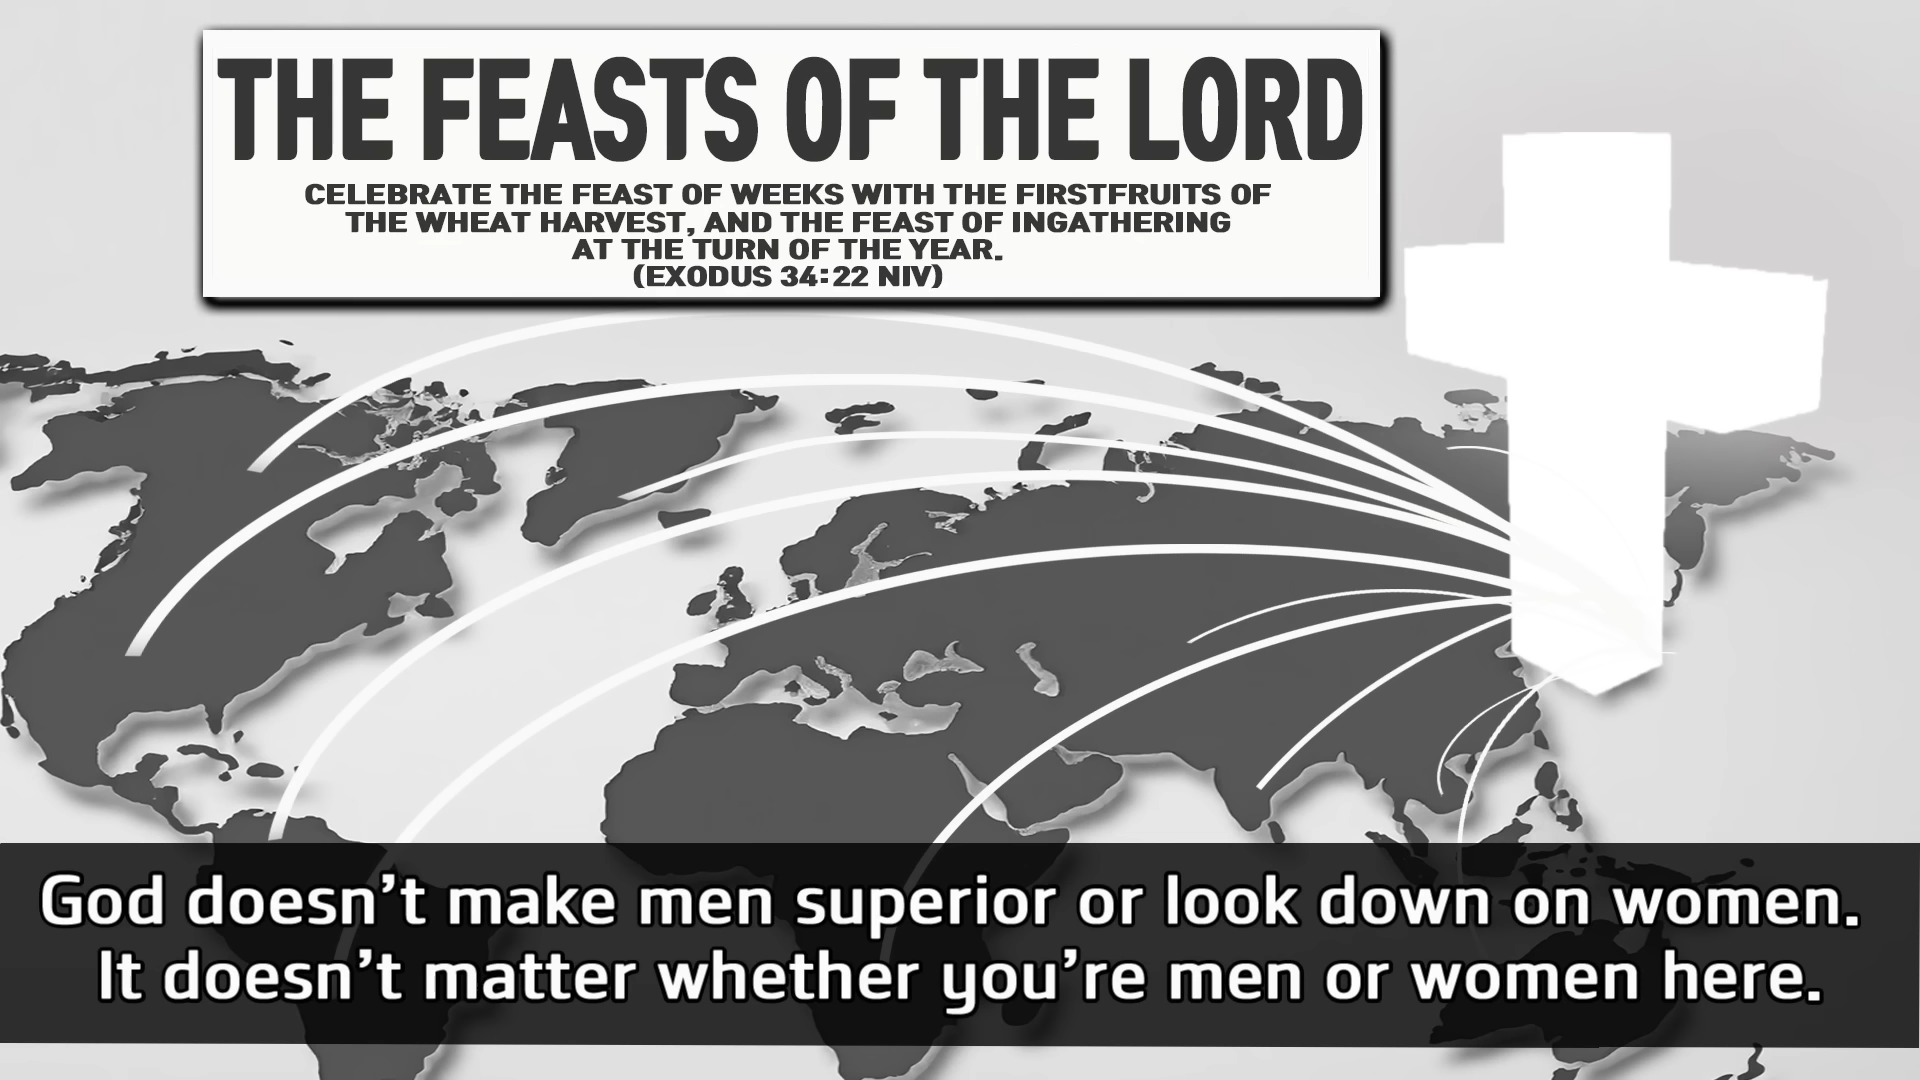 THE FEASTS OF THE LORD
CELEBRATE THE FEAST OF WEEKS WITH THE FIRSTFRUITS OF
THE WHEAT HARVEST, AND THE FEAST OF INGATHERING
AT THE TURN OF THE YEAR.
(EXODUS 34:22 NIV)
God doesn’t make men superior or look down on women.
It doesn’t matter whether you’re men or women here.